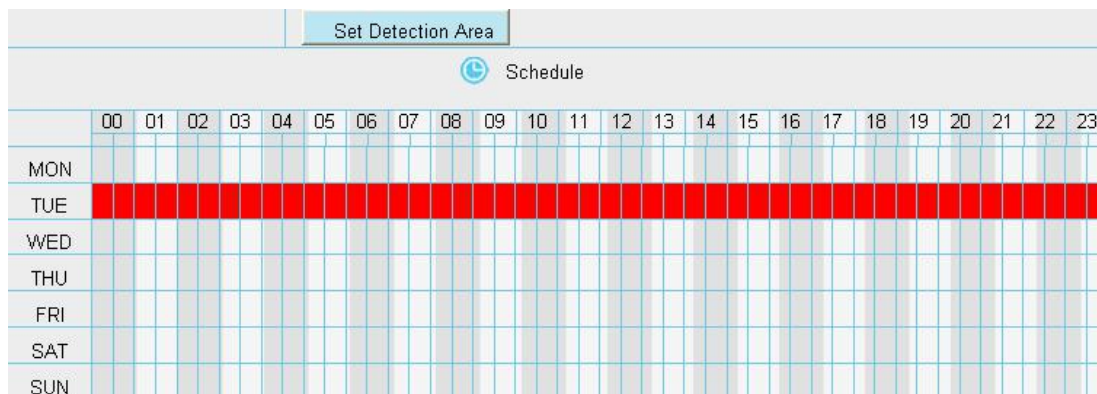 Set Detection Area
Schedule
00 01 02 03 04 05 06 07 08 09 10 11 12 13 14 15 16 17 18 19 20 21 22 23
MON
TUE
WED
THU
FRI
SAT
SUN